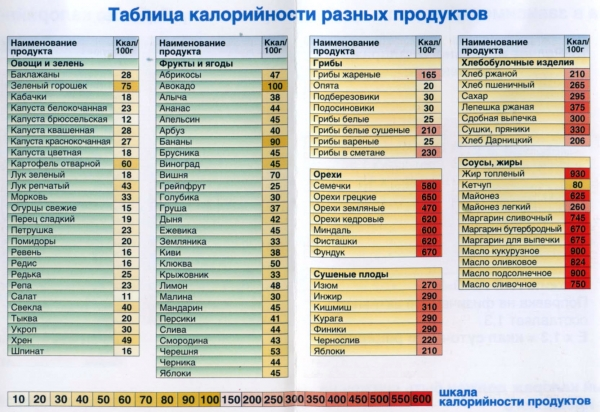 Таблица калорийности разных продуктов
Наименование продукта Ккал/100г
Овощи и зелень
Баклажаны 28
Зеленый горошек 75
Кабачки 18
Капуста белокочанная 23
Капуста брюссельская 12
Капуста квашенная 28
Капуста краснокочанная 27
Капуста цветная 18
Картофель отварной 60
Лук зеленый 18
Лук репчатый 43
Морковь 33
Огурцы свежие 15
Перец сладкий 19
Петрушка 23
Помидоры 20
Ревень 16
Редис 16
Редька 25
Репа 23
Салат 11
Свекла 40
Тыква 20
Укроп 30
Хрен 49
Шпинат 16
Наименование продукта Ккал/100г
Фрукты и ягоды
Абрикосы 47
Авокадо 100
Алыча 38
Ананас 44
Апельсин 45
Арбуз 40
Бананы 90
Брусника 45
Виноград 45
Вишня 70
Грейпфрут 25
Голубика 30
Груша 37
Дыня 42
Ежевика 45
Земляника 33
Киви 38
Клюква 50
Крыжовник 33
Лимон 48
Малина 30
Мандарин 45
Персики 41
Слива 44
Смородина 43
Черешня 53
Черника 44
Яблоки 45
Наименование продукта Ккал/100г
Грибы
Грибы жареные 165
Опята 20
Подберезовики 30
Подосиновики 30
Грибы белые 25
Грибы белые сушеные 210
Грибы вареные 25
Грибы в сметане 230
Орехи
Семечки 580
Орехи грецкие 650
Орехи земляные 470
Орехи кедровые 620
Миндаль 600
Фисташки 620
Фундук 670
Сушеные плоды
Изюм 270
Инжир 290
Кишмиш 310
Курага 290
Финики 290
Чернослив 220
Яблоки 210
Наименование продукта Ккал/100г
Хлебобулочные изделия
Хлеб ржаной 210
Хлеб пшеничный 265
Сахар 295
Лепешка ржаная 375
Сдобная выпечка 300
Сушки, пряники 330
Хлеб Дарницкий 206
Соусы, жиры
Жир топленый 930
Кетчуп 80
Майонез 625
Майонез легкий 260
Маргарин сливочный 745
Маргарин бутербродный 670
Маргарин для выпечки 675
Масло кукурузное 900
Масло оливковое 824
Масло подсолнечное 900
Масло сливочное 750
10 20 30 40 50 60 70 80 90 100 150 200 250 300 350 400 450 500 550 600
шкала
калорийности продуктов